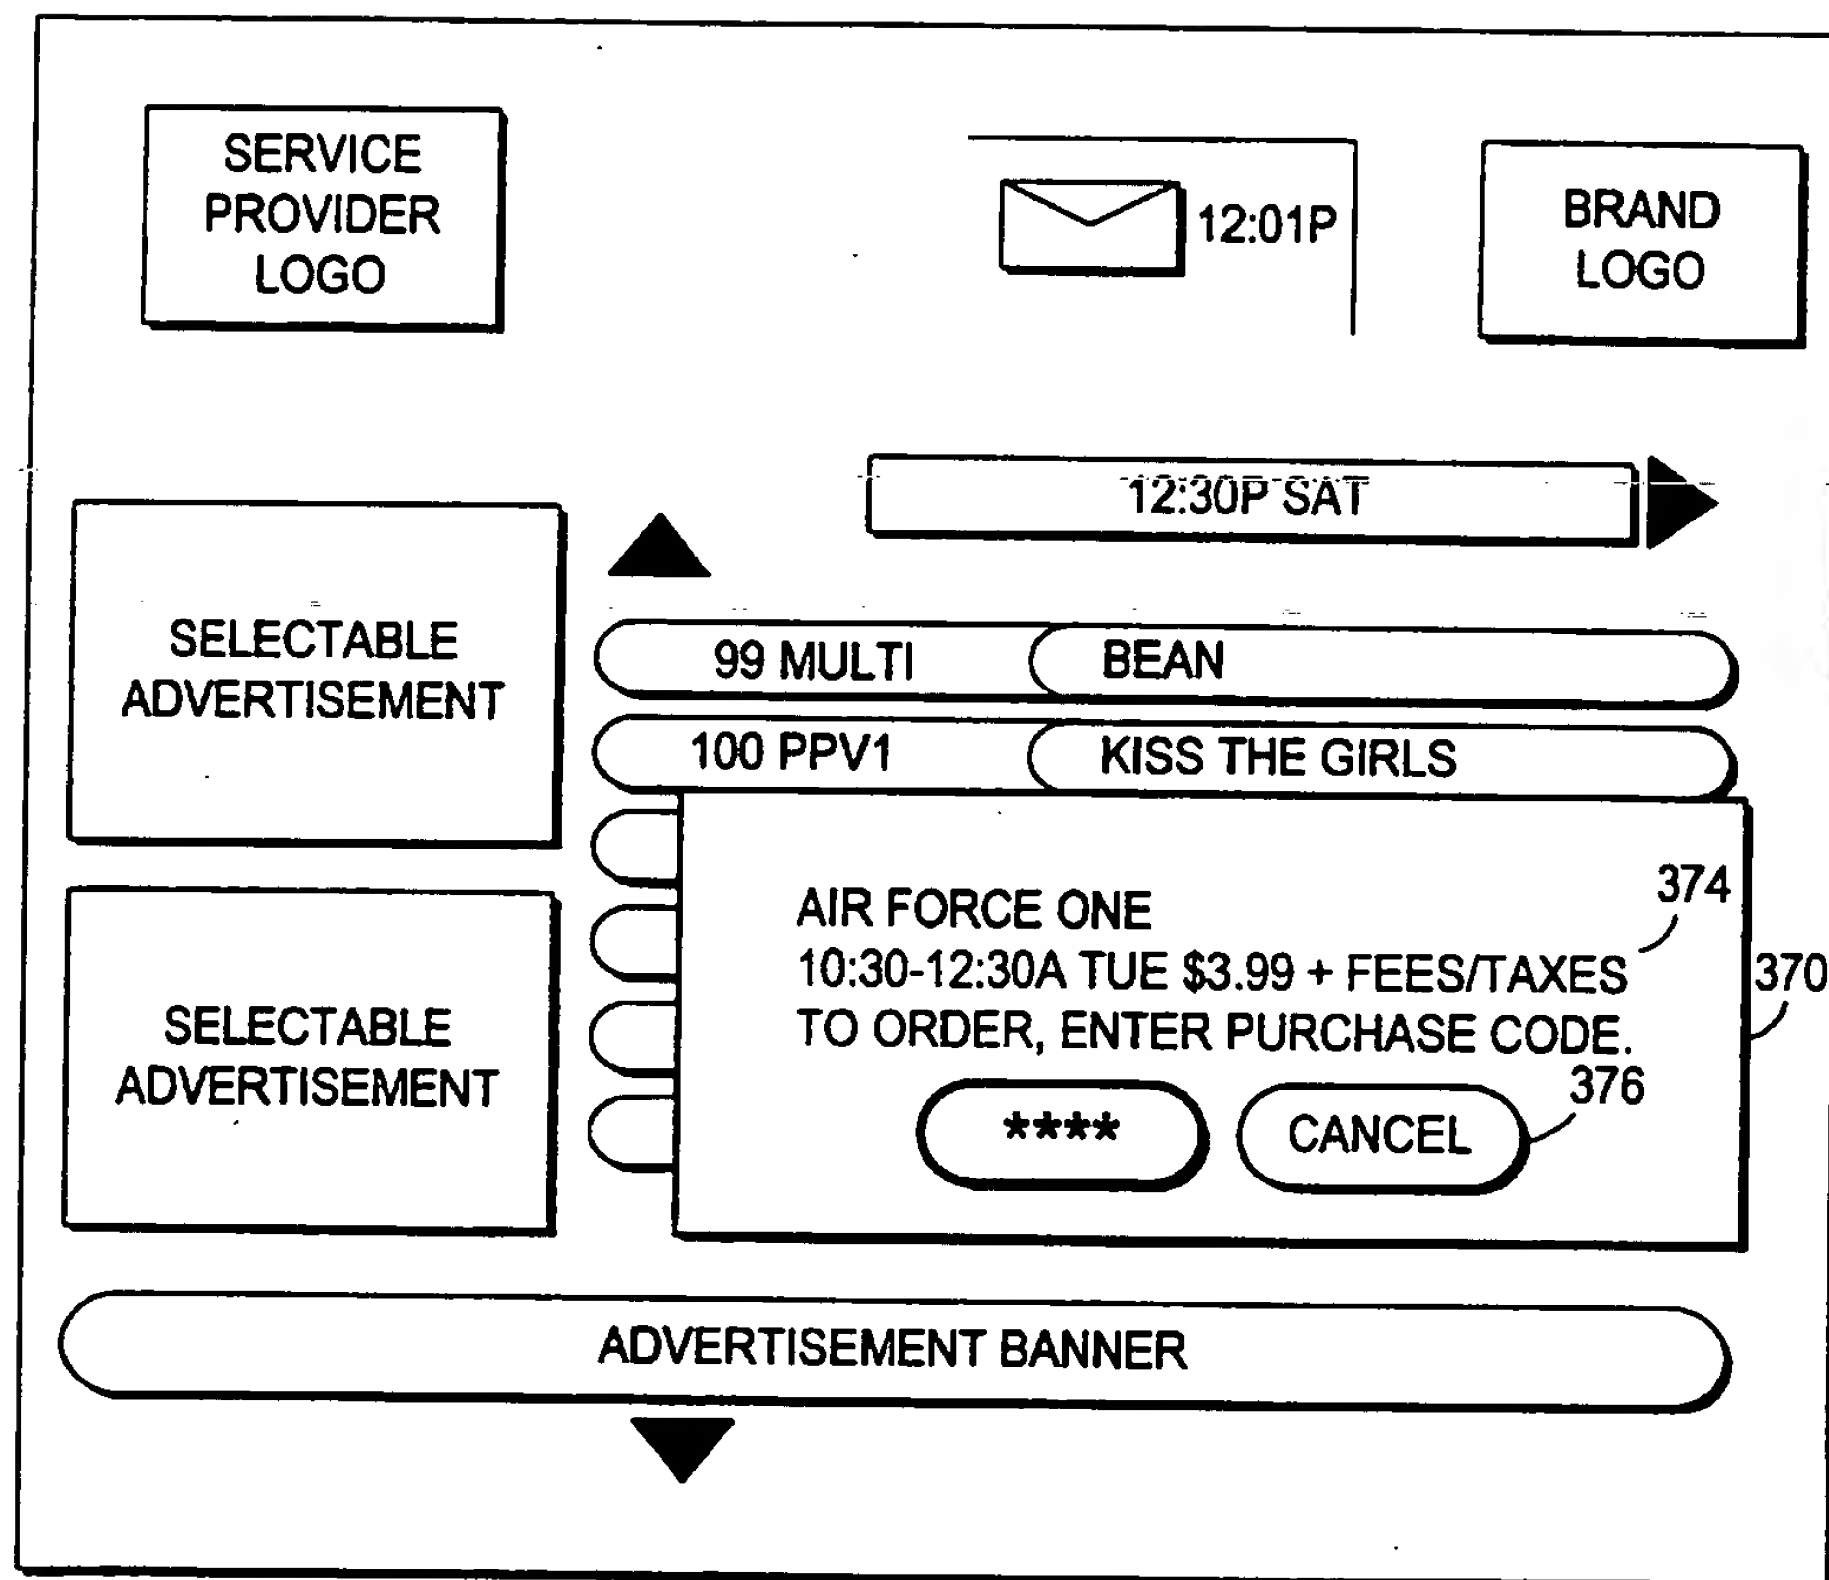 SERVICE
PROVIDER
LOGO
12:01P
BRAND
LOGO
12:30P SAT
SELECTABLE
ADVERTISEMENT
99 MULTI BEAN
100 PPV1 KISS THE GIRLS
374
AIR FORCE ONE
10:30-12:30A TUE $3.99 + FEES/TAXES
370
TO ORDER, ENTER PURCHASE CODE.
376
**** CANCEL
SELECTABLE
ADVERTISEMENT
ADVERTISEMENT BANNER